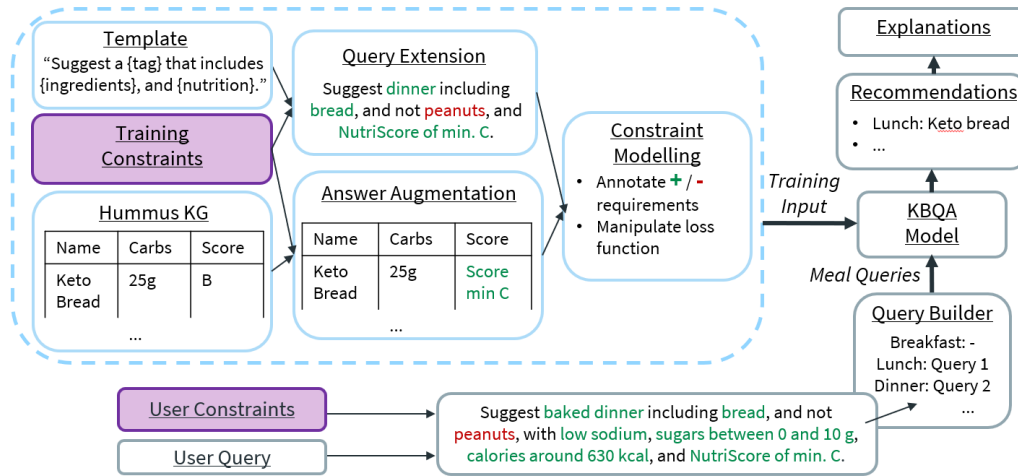 Template
“Suggest a {tag} that includes
{ingredients}, and {nutrition}.”
Training
Constraints
Hummus KG
Name Carbs Score
Keto
Bread 25g B
...
Query Extension
Suggest dinner including
bread, and not peanuts, and
NutriScore of min. C.
Answer Augmentation
Name Carbs Score
Keto
Bread 25g Score
min C
...
Constraint
Modelling
• Annotate + / -
requirements
• Manipulate loss
function
Training
Input
Explanations
Recommendations
• Lunch: Keto bread
• ...
KBQA
Model
Meal Queries
Query Builder
Breakfast: -
Lunch: Query 1
Dinner: Query 2
...
User Constraints
User Query
Suggest baked dinner including bread, and not
peanuts, with low sodium, sugars between 0 and 10 g,
calories around 630 kcal, and NutriScore of min. C.